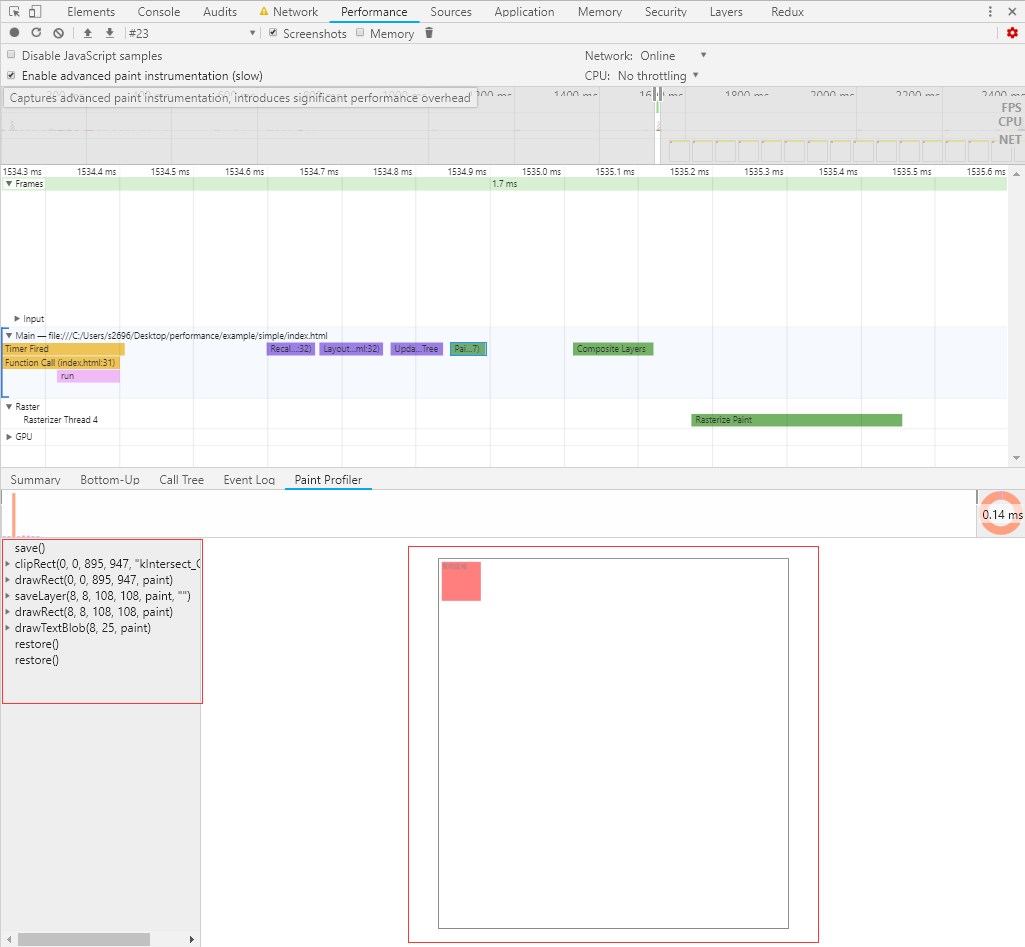 Elements Console Audits Network Performance Sources Application Memory Security Layers Redux
#23 Screenshots Memory
Disable JavaScript samples Network: Online
Enable advanced paint instrumentation (slow) CPU: No throttling
1400 ms 1800 ms 2000 ms 2200 ms 2400 ms
Captures advanced paint instrumentation, introduces significant performance overhead
FPS
CPU
NET
1534.3 ms 1534.4 ms 1534.5 ms 1534.6 ms 1534.7 ms 1534.8 ms 1534.9 ms 1535.0 ms 1535.1 ms 1535.2 ms 1535.3 ms 1535.4 ms 1535.5 ms 1535.6 ms
Frames 1.7 ms
Input
Main — file:///C:/Users/s2696/Desktop/performance/example/simple/index.html
Timer Fired Recal...:32) Layout...ml:32) Upda...Tree Pai...7) Composite Layers
Function Call (index.html:31)
run
Raster
Rasterizer Thread 4 Rasterize Paint
GPU
Summary Bottom-Up Call Tree Event Log Paint Profiler
0.14 ms
save()
clipRect(0, 0, 895, 947, "kIntersect_
drawRect(0, 0, 895, 947, paint)
saveLayer(8, 8, 108, 108, paint, "")
drawRect(8, 8, 108, 108, paint)
drawTextBlob(8, 25, paint)
restore()
restore()